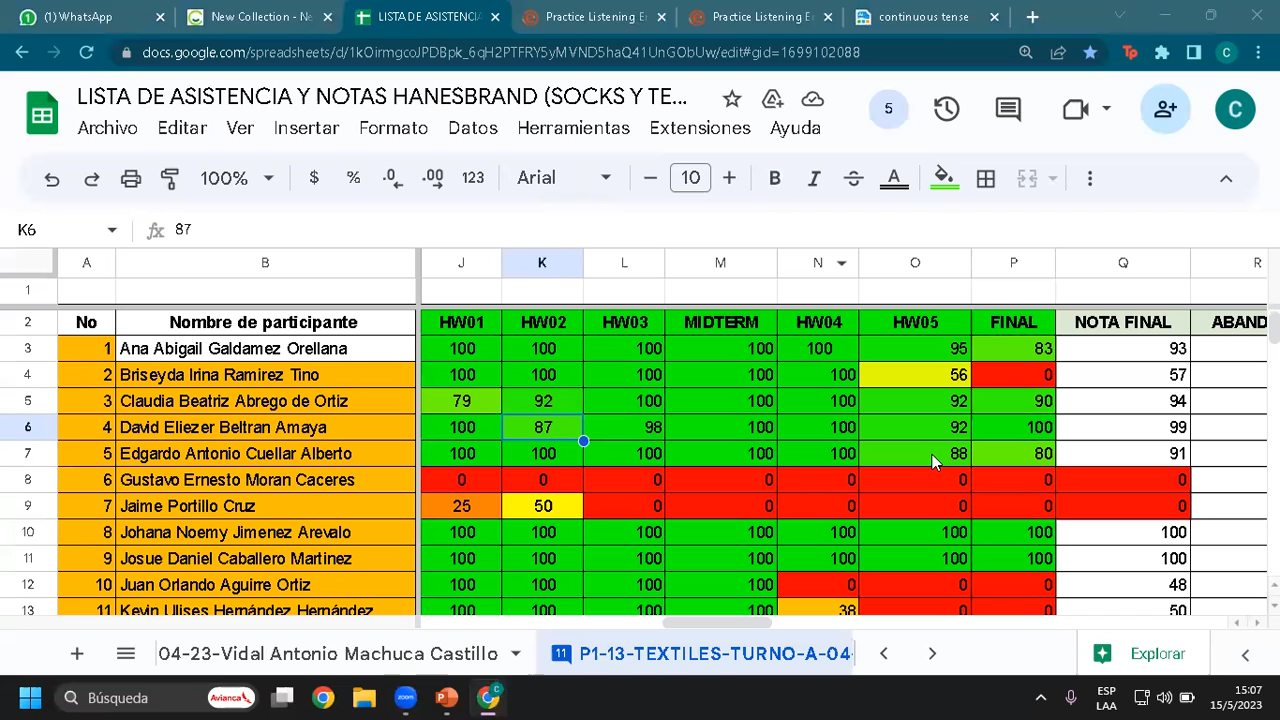 (1) WhatsApp
New Collection - Ne
LISTA DE ASISTENCIA
Practice Listening En
Practice Listening En
continuous tense
docs.google.com/spreadsheets/d/1kOirmgcoJPDBpk_6qH2PTFRY5yMVND5haQ41UnGObUw/edit#gid=1699102088
LISTA DE ASISTENCIA Y NOTAS HANESBRAND (SOCKS Y TE...
5
Archivo Editar Ver Insertar Formato Datos Herramientas Extensiones Ayuda
100% $ % .0 .00 123 Arial 10 B I A
K6 fx 87
A B J K L M N O P Q R
1
2 No Nombre de participante HW01 HW02 HW03 MIDTERM HW04 HW05 FINAL NOTA FINAL ABAND
3 1 Ana Abigail Galdamez Orellana 100 100 100 100 100 95 83 93
4 2 Briseyda Irina Ramirez Tino 100 100 100 100 100 56 0 57
5 3 Claudia Beatriz Abrego de Ortiz 79 92 100 100 100 92 90 94
6 4 David Eliezer Beltran Amaya 100 87 98 100 100 92 100 99
7 5 Edgardo Antonio Cuellar Alberto 100 100 100 100 100 88 80 91
8 6 Gustavo Ernesto Moran Caceres 0 0 0 0 0 0 0 0
9 7 Jaime Portillo Cruz 25 50 0 0 0 0 0 0
10 8 Johana Noemy Jimenez Arevalo 100 100 100 100 100 100 100 100
11 9 Josue Daniel Caballero Martinez 100 100 100 100 100 100 100 100
12 10 Juan Orlando Aguirre Ortiz 100 100 100 100 0 0 0 48
13 11 Kevin Ulises Hernández Hernández 100 100 100 100 38 0 0 50
04-23-Vidal Antonio Machuca Castillo 11 P1-13-TEXTILES-TURNO-A-04- Explorar
Búsqueda Avianca
zoom
ESP
LAA
15:07
15/5/2023